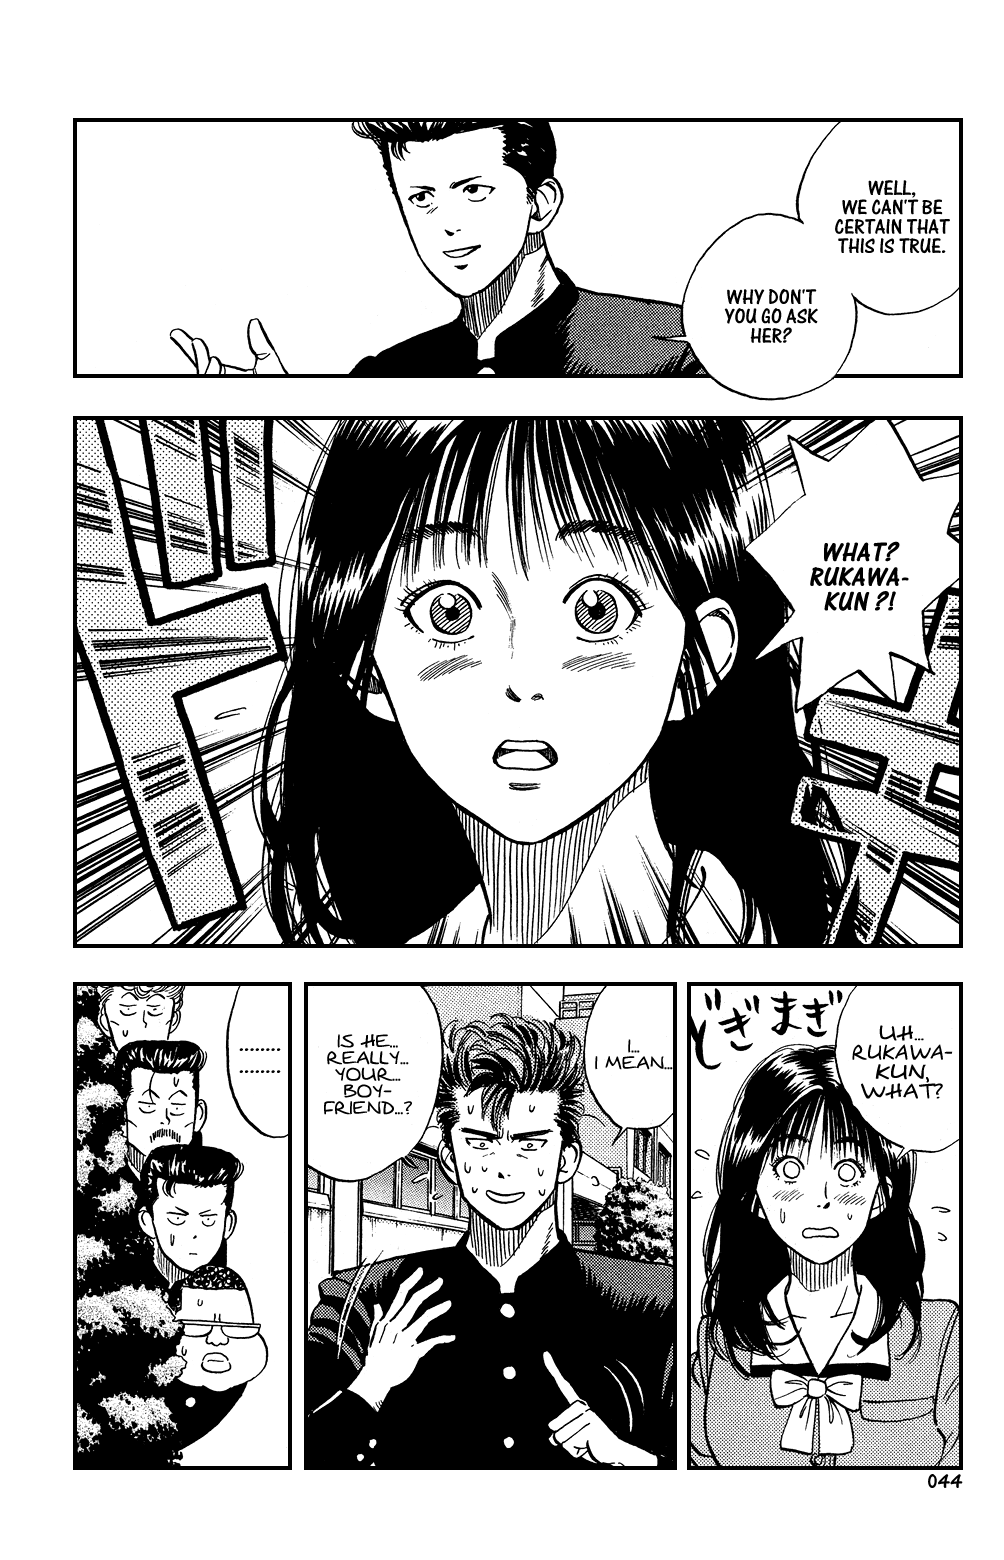 WELL,
WE CAN'T BE
CERTAIN THAT
THIS IS TRUE.
WHY DON'T
YOU GO ASK
HER?
WHAT?
RUKAWA-
KUN?!
どぎまぎ
UH...
RUKAWA-
KUN,
WHAT?
I...
I MEAN...
IS HE...
REALLY...
YOUR...
BOY-
FRIEND...?
..........
..........
044